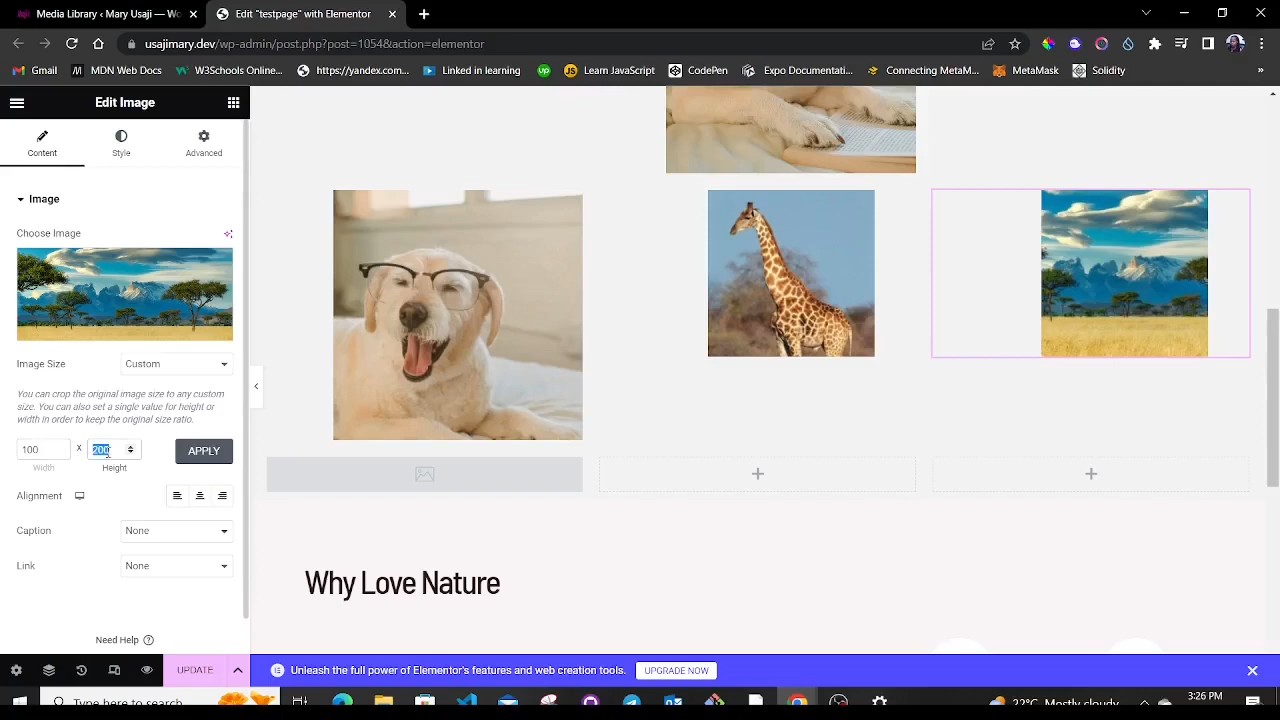 Media Library ‹ Mary Usaji — Wo
Edit "testpage" with Elementor
usajimary.dev/wp-admin/post.php?post=1054&action=elementor
Gmail
MDN Web Docs
W3Schools Onlin...
https://yandex.com...
Linked in learning
Learn JavaScript
CodePen
Expo Documentati...
Connecting MetaM...
MetaMask
Solidity
»
Edit Image
Content
Style
Advanced
Image
Choose Image
Image Size
Custom
You can crop the original image size to any custom
size. You can also set a single value for height or
width in order to keep the original size ratio.
100
x
200
APPLY
Width
Height
Alignment
Caption
None
Link
None
Need Help
Why Love Nature
UPDATE
Unleash the full power of Elementor's features and web creation tools.
UPGRADE NOW
Type here to search
22°C Mostly cloudy
3:26 PM